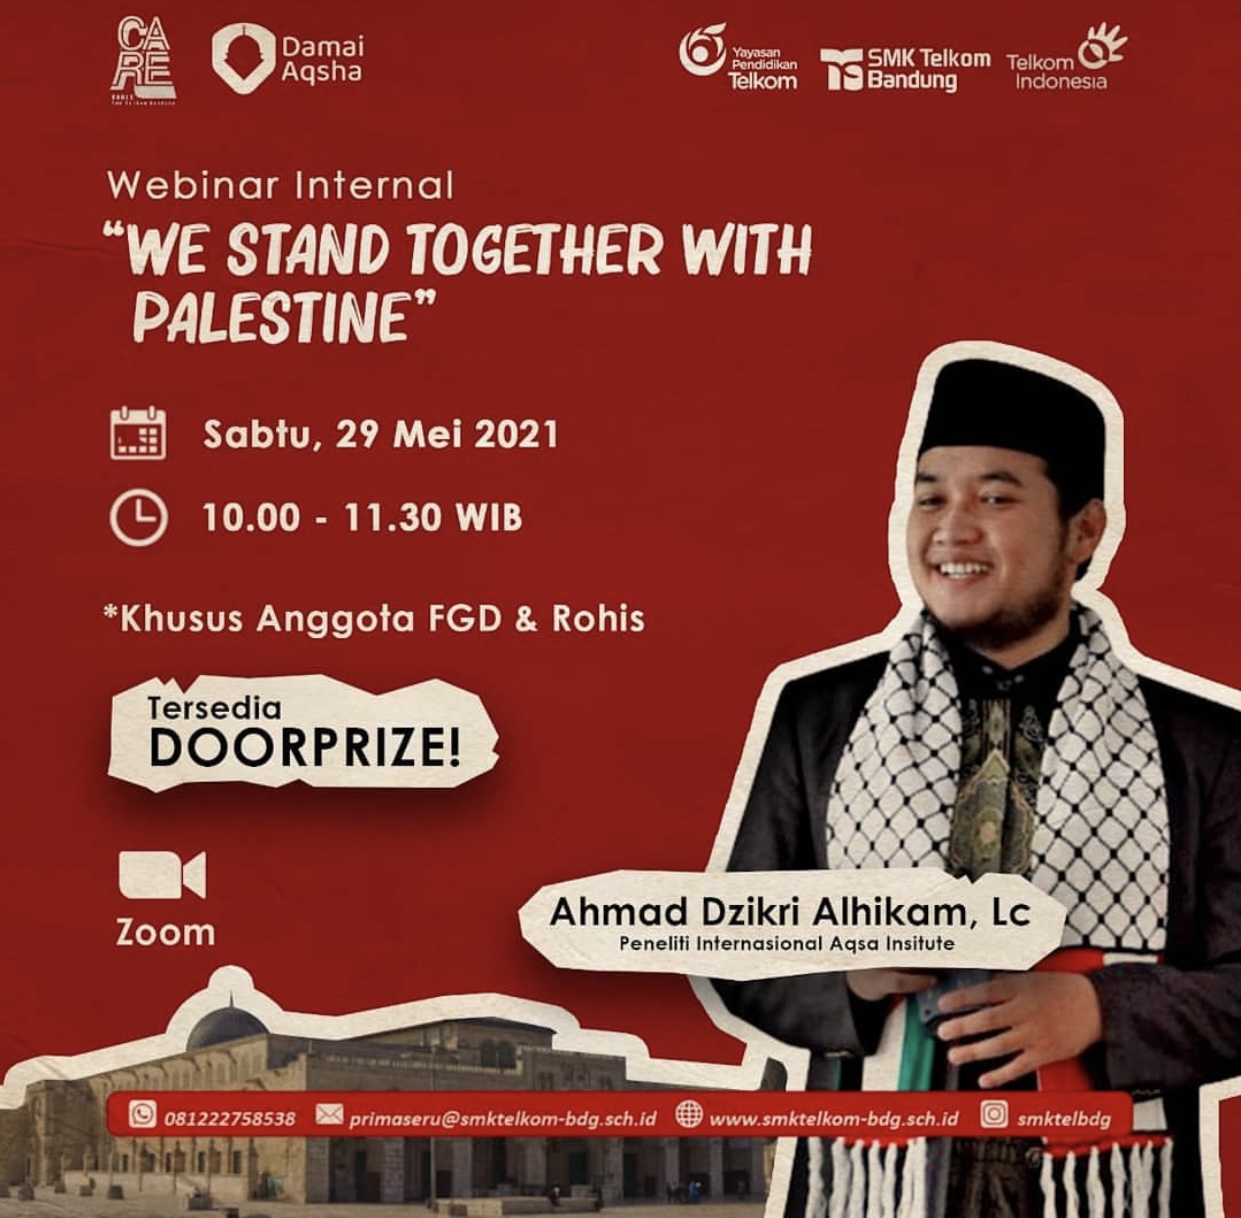 CARE
Damai
Aqsha
Yayasan
Pendidikan
Telkom
SMK Telkom
Bandung
Telkom
Indonesia
Webinar Internal
“WE STAND TOGETHER WITH
PALESTINE”
Sabtu, 29 Mei 2021
10.00 - 11.30 WIB
*Khusus Anggota FGD & Rohis
Tersedia
DOORPRIZE!
Zoom
Ahmad Dzikri Alhikam, Lc
Peneliti Internasional Aqsa Insitute
081222758538 primaseru@smktelkom-bdg.sch.id www.smktelkom-bdg.sch.id smktelbdg